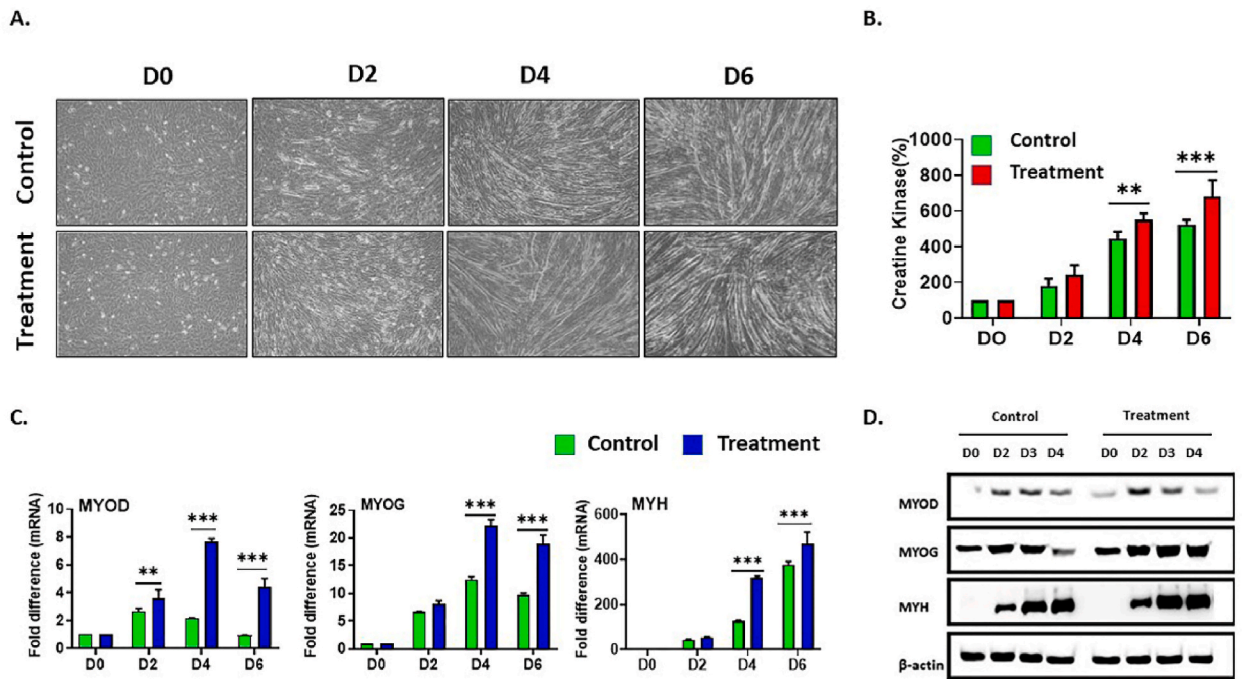 A.
D0 D2 D4 D6
Control
Treatment
B.
Creatine Kinase(%)
1000
800
600
400
200
0
Control
Treatment
** ***
DO D2 D4 D6
C.
Control Treatment
Fold difference (mRNA)
MYOD
10
8
6
4
2
0
** *** ***
D0 D2 D4 D6
Fold difference (mRNA)
MYOG
25
20
15
10
5
0
*** ***
D0 D2 D4 D6
Fold difference (mRNA)
MYH
600
400
200
0
*** ***
D0 D2 D4 D6
D.
Control Treatment
D0 D2 D3 D4 D0 D2 D3 D4
MYOD
MYOG
MYH
β-actin